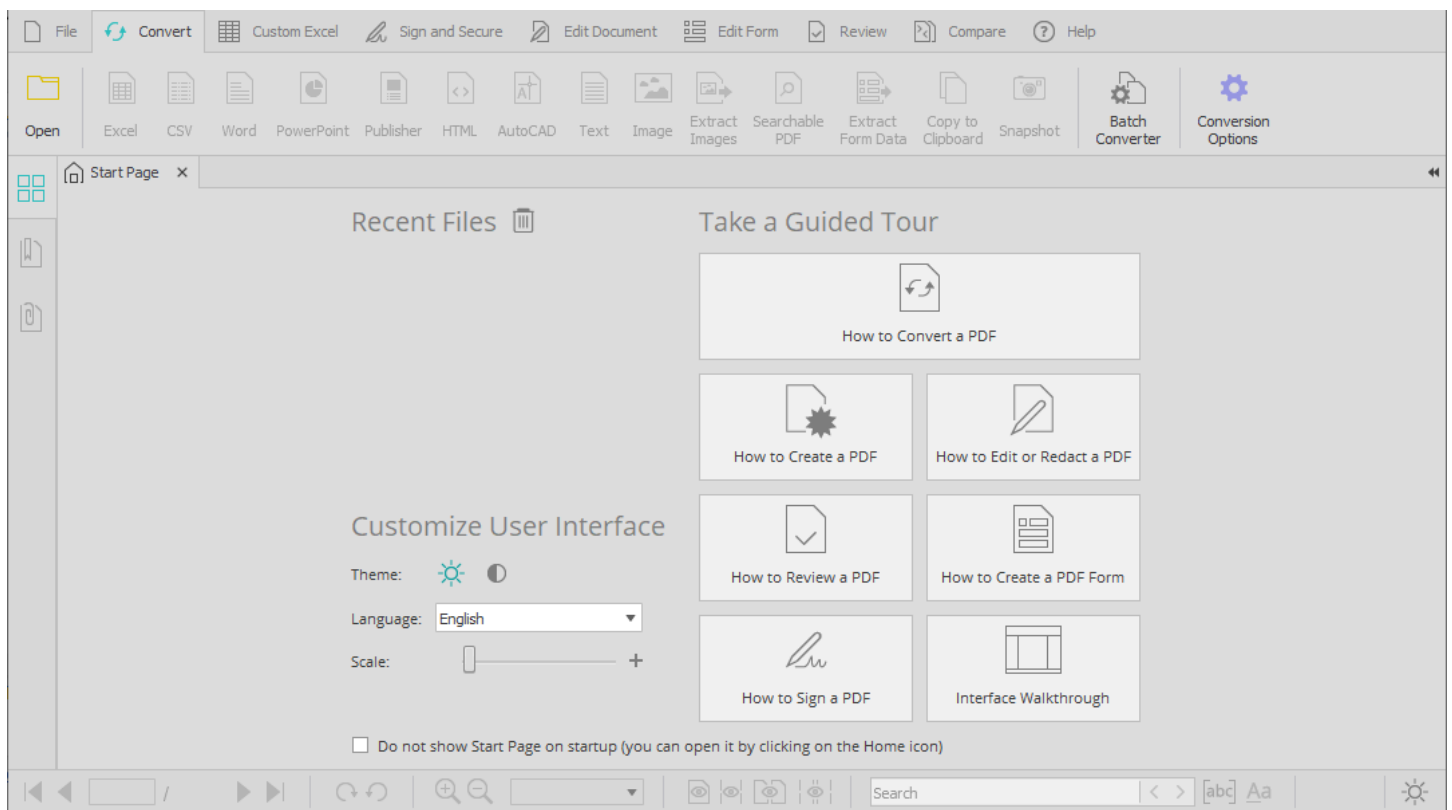 File Convert Custom Excel Sign and Secure Edit Document Edit Form Review Compare Help
Open Excel CSV Word PowerPoint Publisher HTML AutoCAD Text Image Extract Images Searchable PDF Extract Form Data Copy to Clipboard Snapshot Batch Converter Conversion Options
Start Page
Recent Files
Take a Guided Tour
How to Convert a PDF
How to Create a PDF
How to Edit or Redact a PDF
Customize User Interface
Theme:
Language: English
Scale:
How to Review a PDF
How to Create a PDF Form
How to Sign a PDF
Interface Walkthrough
Do not show Start Page on startup (you can open it by clicking on the Home icon)
/
Search
[abc] Aa